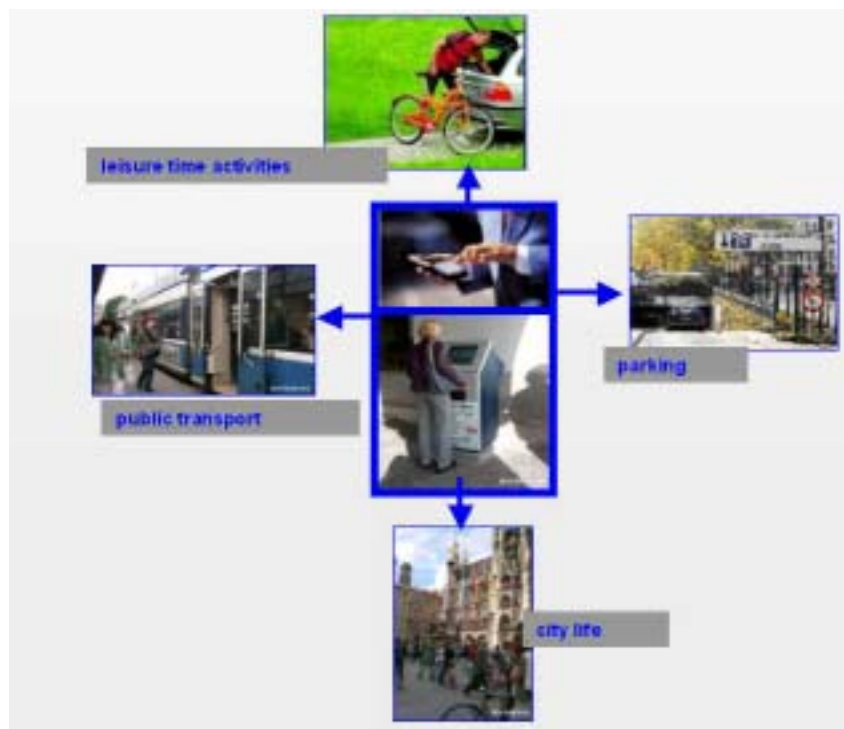 leisure time activities
parking
public transport
city life